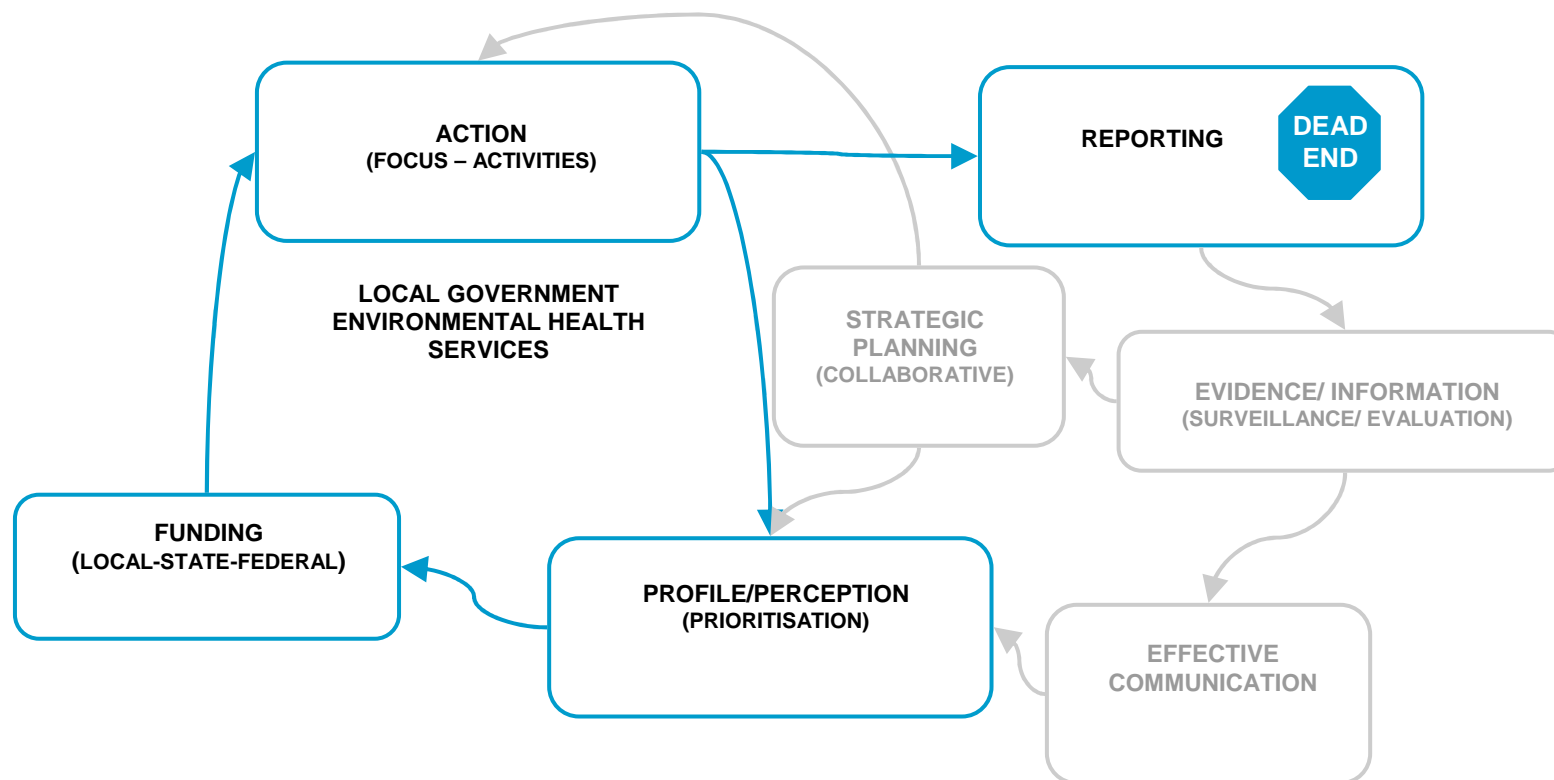 ACTION
(FOCUS – ACTIVITIES)
REPORTING
DEAD
END
LOCAL GOVERNMENT
ENVIRONMENTAL HEALTH
SERVICES
STRATEGIC
PLANNING
(COLLABORATIVE)
EVIDENCE/ INFORMATION
(SURVEILLANCE/ EVALUATION)
FUNDING
(LOCAL-STATE-FEDERAL)
PROFILE/PERCEPTION
(PRIORITISATION)
EFFECTIVE
COMMUNICATION